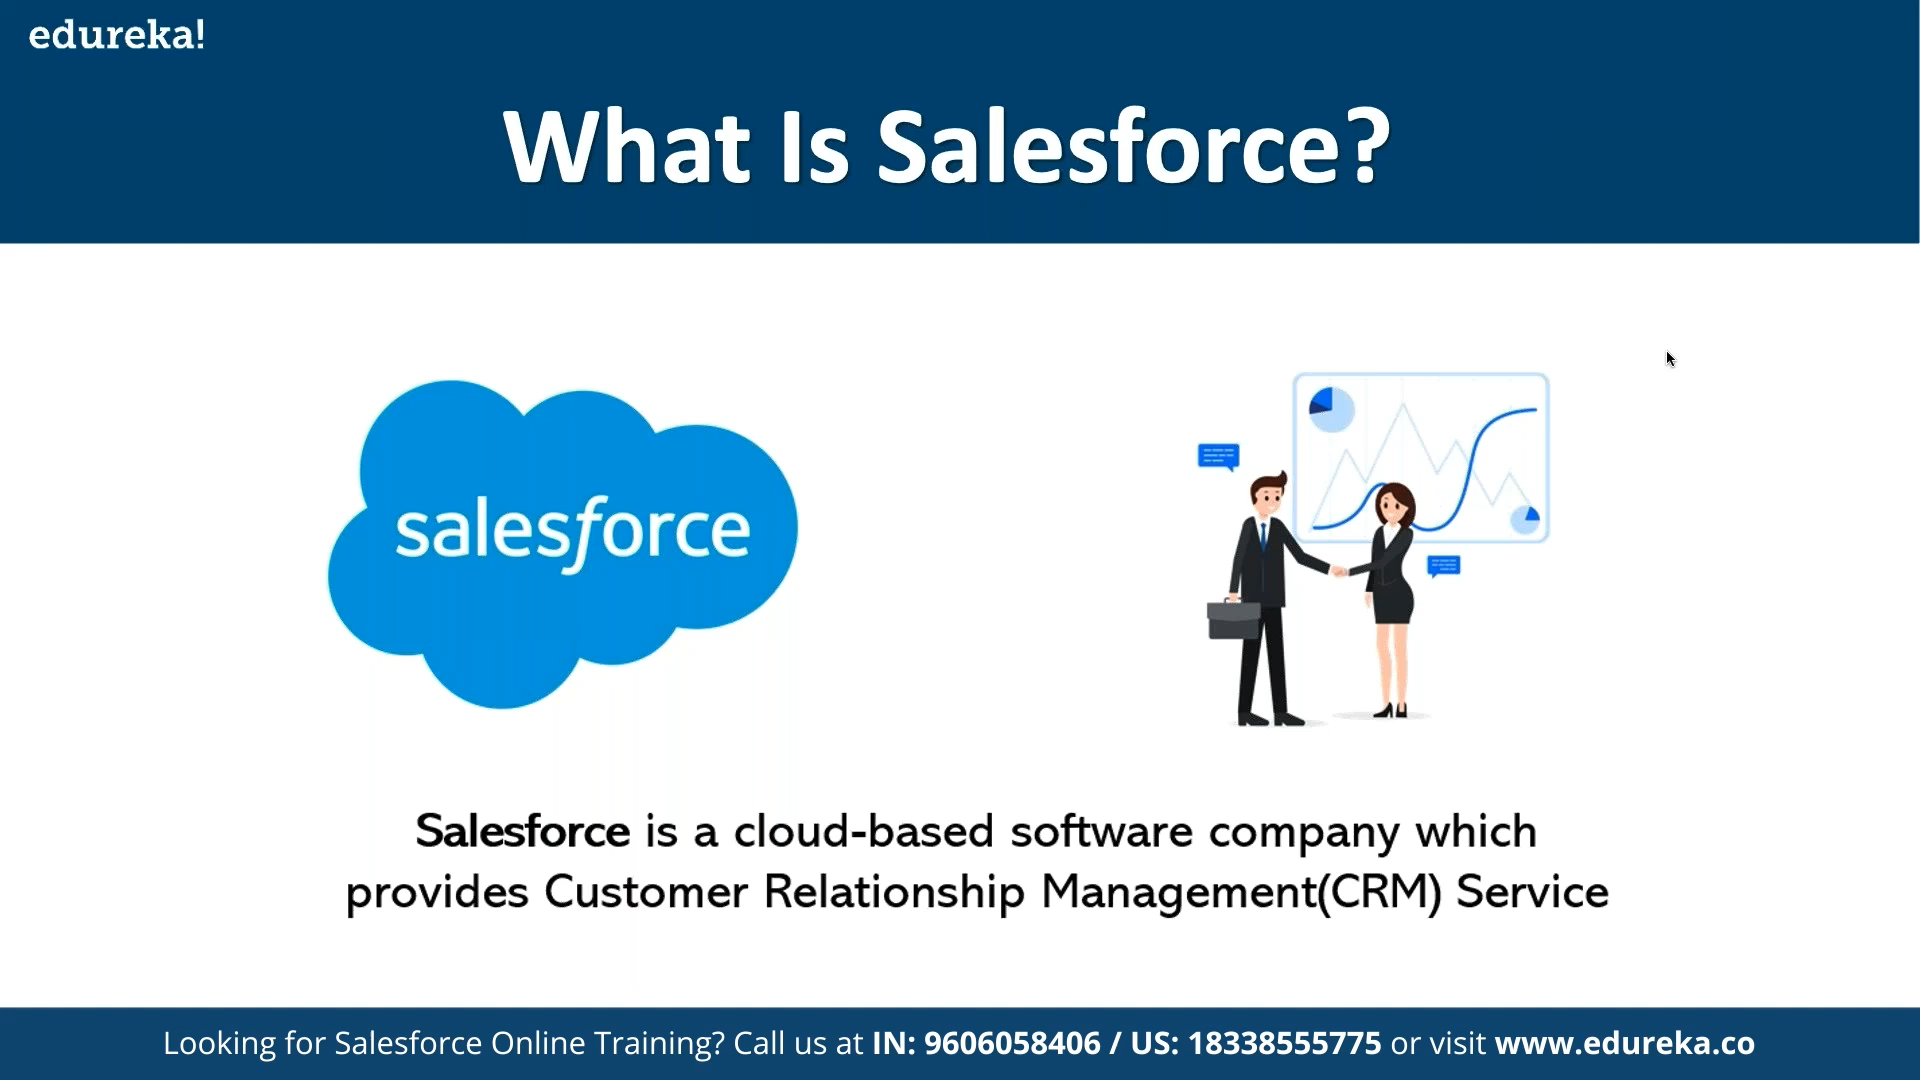 edureka!
What Is Salesforce?
salesforce
Salesforce is a cloud-based software company which
provides Customer Relationship Management(CRM) Service
Looking for Salesforce Online Training? Call us at IN: 9606058406 / US: 18338555775 or visit www.edureka.co